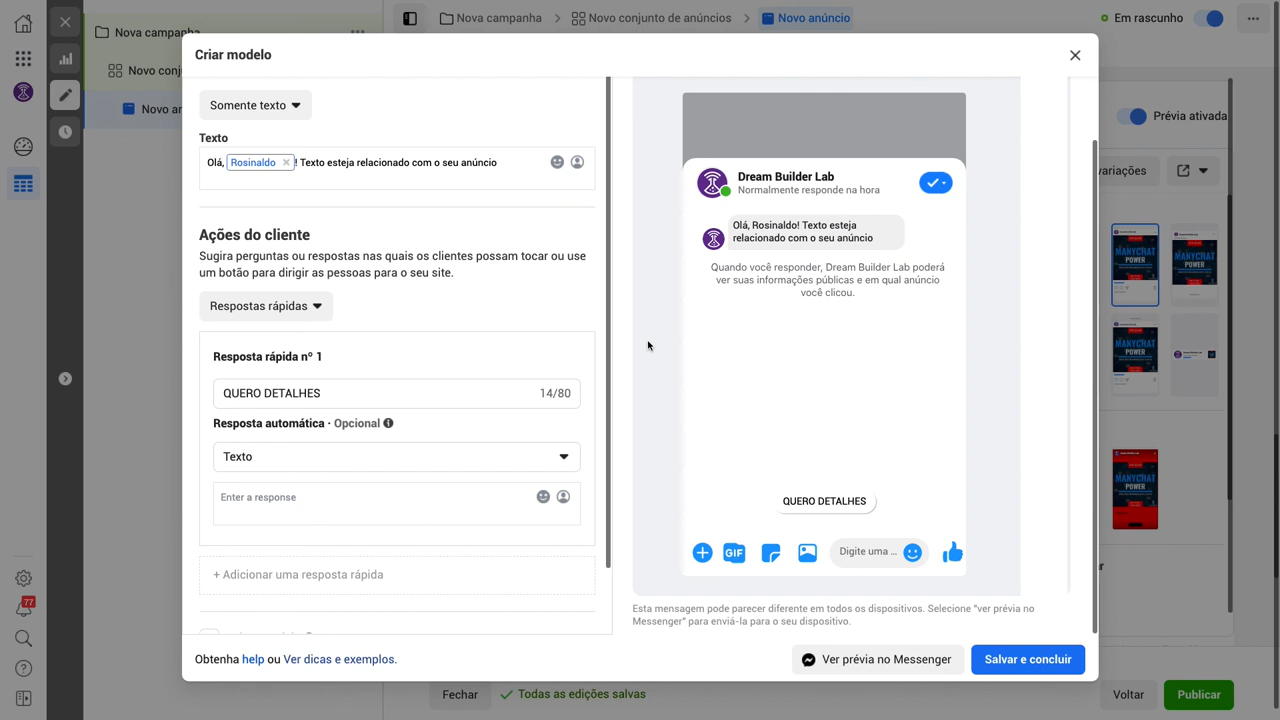 Nova campanha
Novo conjunto de anúncios
Novo anúncio
Em rascunho
Nova campanha
Novo conj
Novo an
Prévia ativada
variações
Criar modelo
Somente texto
Texto
Olá, Rosinaldo ! Texto esteja relacionado com o seu anúncio
Ações do cliente
Sugira perguntas ou respostas nas quais os clientes possam tocar ou use
um botão para dirigir as pessoas para o seu site.
Respostas rápidas
Resposta rápida nº 1
QUERO DETALHES 14/80
Resposta automática · Opcional
Texto
Enter a response
+ Adicionar uma resposta rápida
Dream Builder Lab
Normalmente responde na hora
Olá, Rosinaldo! Texto esteja
relacionado com o seu anúncio
Quando você responder, Dream Builder Lab poderá
ver suas informações públicas e em qual anúncio
você clicou.
QUERO DETALHES
GIF
Digite uma ...
Esta mensagem pode parecer diferente em todos os dispositivos. Selecione "ver prévia no
Messenger" para enviá-la para o seu dispositivo.
MANYCHAT
POWER
MANYCHAT
POWER
MANYCHAT
POWER
MANYCHAT
POWER
77
Obtenha help ou Ver dicas e exemplos.
Ver prévia no Messenger
Salvar e concluir
Fechar
Todas as edições salvas
Voltar
Publicar